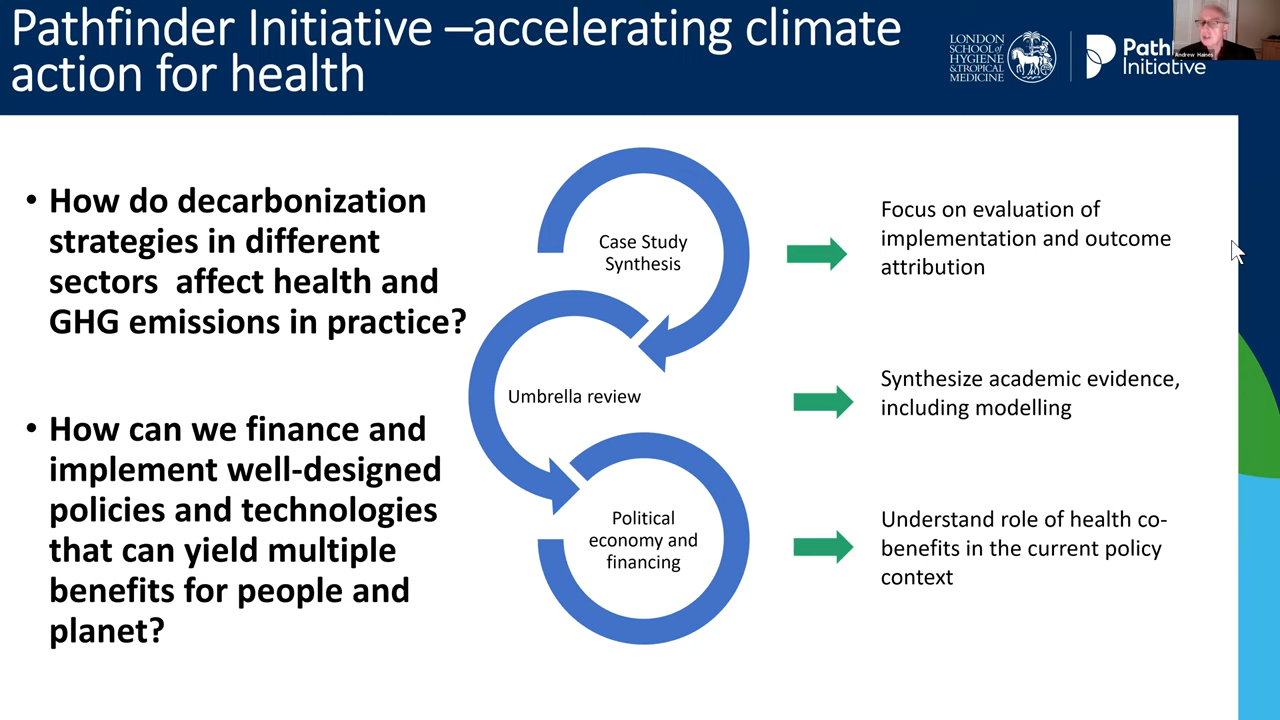 Pathfinder Initiative –accelerating climate
action for health
LONDON
SCHOOL of
HYGIENE
& TROPICAL
MEDICINE
Path
Initiative
Andrew Haines
• How do decarbonization
strategies in different
sectors affect health and
GHG emissions in practice?
• How can we finance and
implement well-designed
policies and technologies
that can yield multiple
benefits for people and
planet?
Case Study
Synthesis
Focus on evaluation of
implementation and outcome
attribution
Umbrella review
Synthesize academic evidence,
including modelling
Political
economy and
financing
Understand role of health co-
benefits in the current policy
context